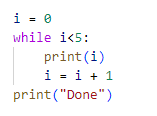 i = 0
while i<5:
    print(i)
    i = i + 1
print("Done")